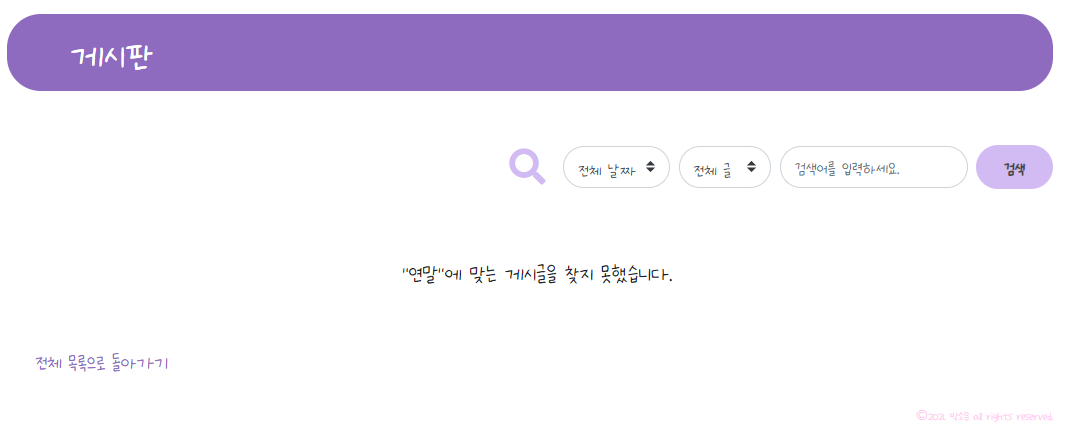 게시판
전체 날짜 전체 글 검색어를 입력하세요. 검색
"연말"에 맞는 게시글을 찾지 못했습니다.
전체 목록으로 돌아가기
©2021. all rights reserved.